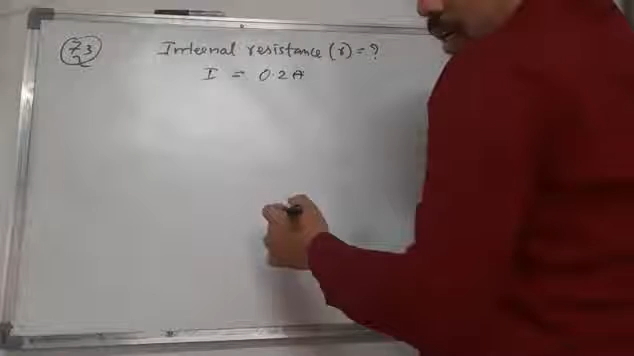 73
Internal resistance (r) = ?
I = 0.2A